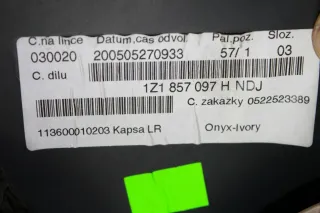 C.na lince Datum,cas odvol. Pal.poz. Sloz.
030020 200505270933 57/ 1 03
C. dilu
1Z1 857 097 H NDJ
C. zakazky 0522523389
113600010203 Kapsa LR Onyx-Ivory